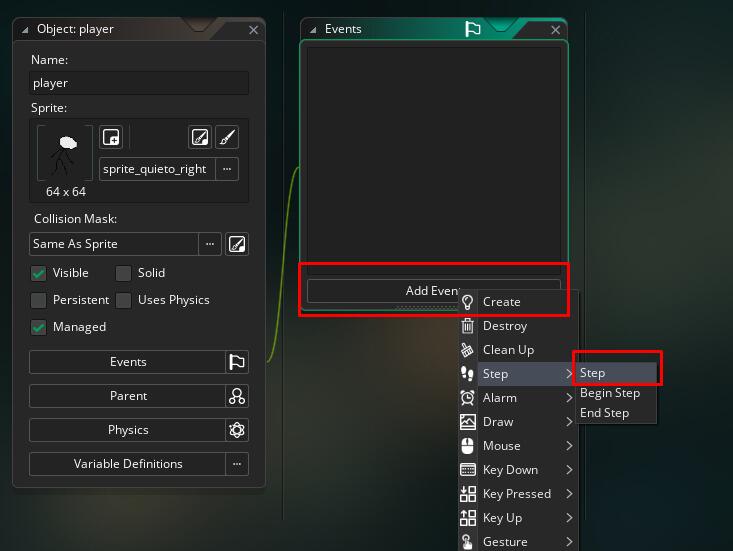 Object: player
Name:
player
Sprite:
sprite_quieto_right
64 x 64
Collision Mask:
Same As Sprite
Visible
Solid
Persistent
Uses Physics
Managed
Events
Parent
Physics
Variable Definitions
Events
Add Event
Create
Destroy
Clean Up
Step
Alarm
Draw
Mouse
Key Down
Key Pressed
Key Up
Gesture
Step
Begin Step
End Step